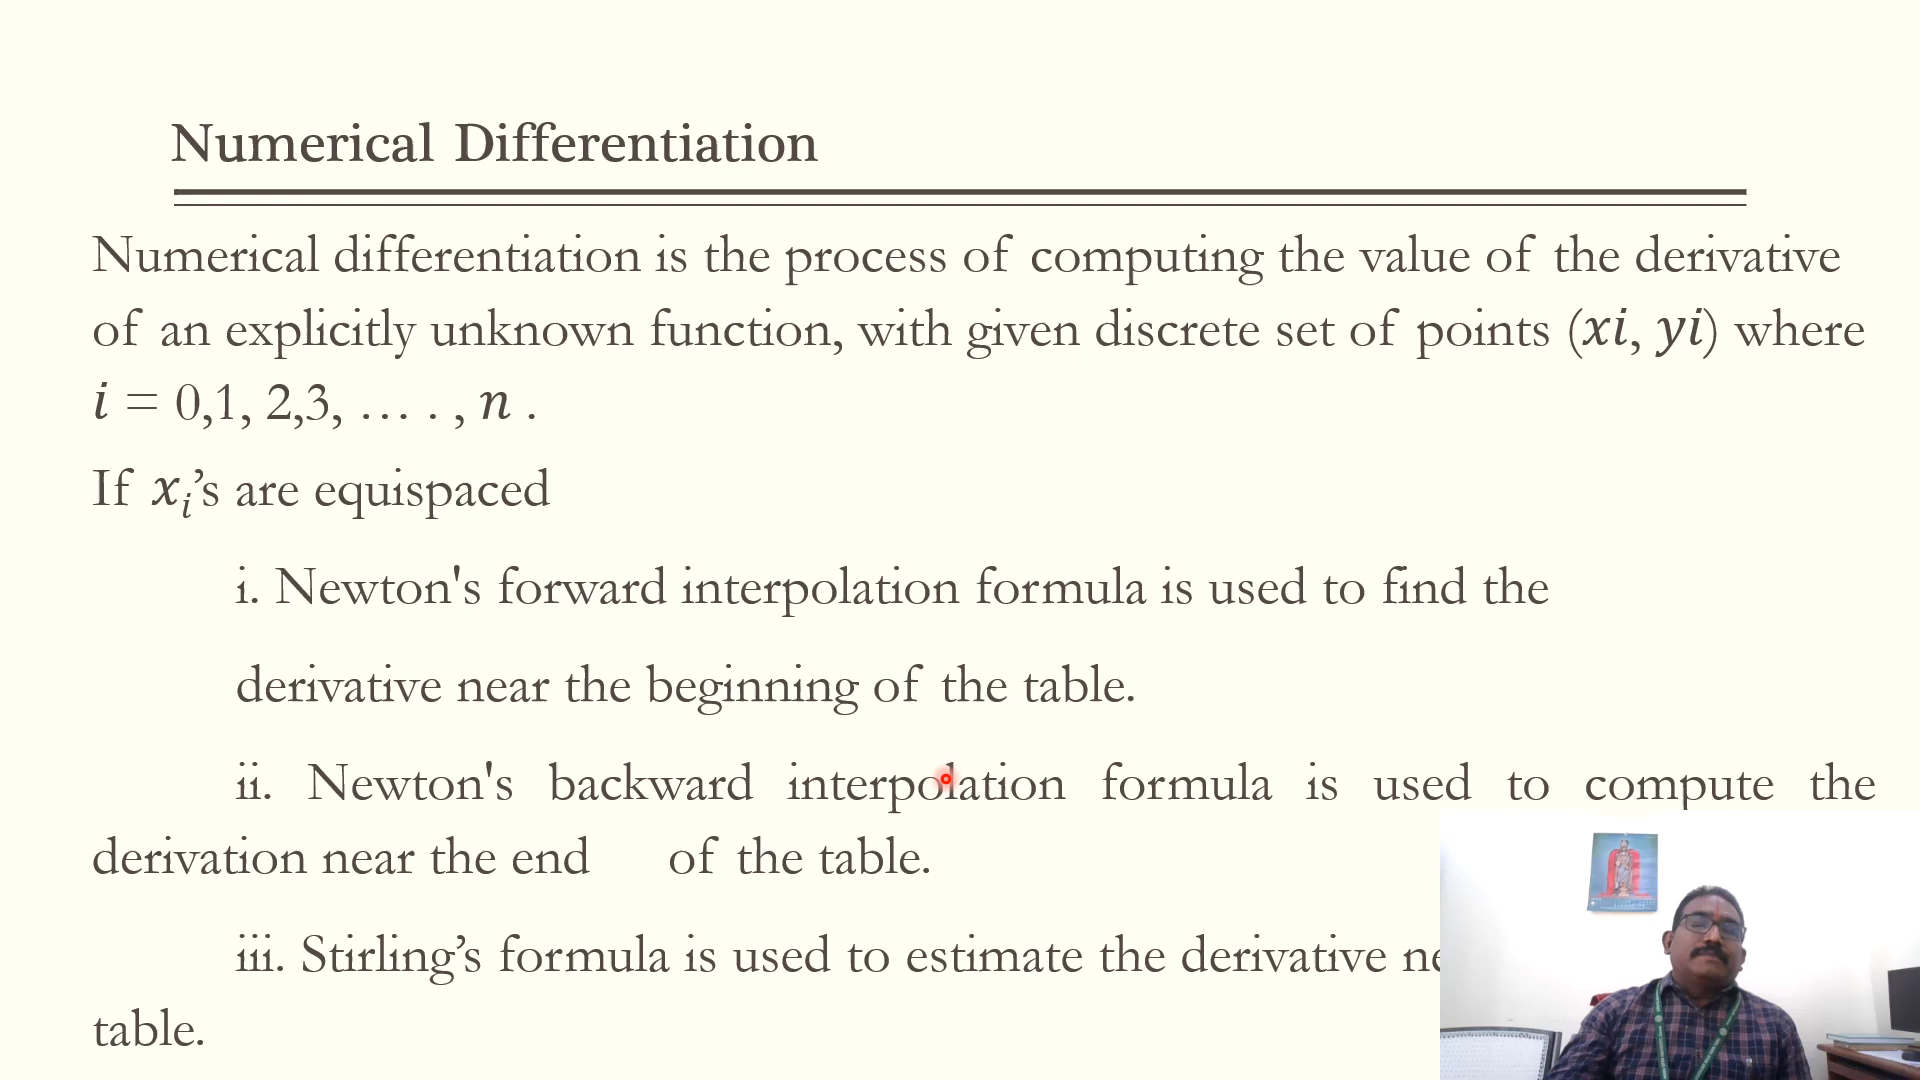 Numerical Differentiation
Numerical differentiation is the process of computing the value of the derivative
of an explicitly unknown function, with given discrete set of points (𝑥𝑖, 𝑦𝑖) where
𝑖 = 0,1, 2,3, … . , 𝑛 .
If 𝑥ᵢ’s are equispaced
i. Newton's forward interpolation formula is used to find the
derivative near the beginning of the table.
ii. Newton's backward interpolation formula is used to compute the
derivation near the end of the table.
iii. Stirling’s formula is used to estimate the derivative
table.